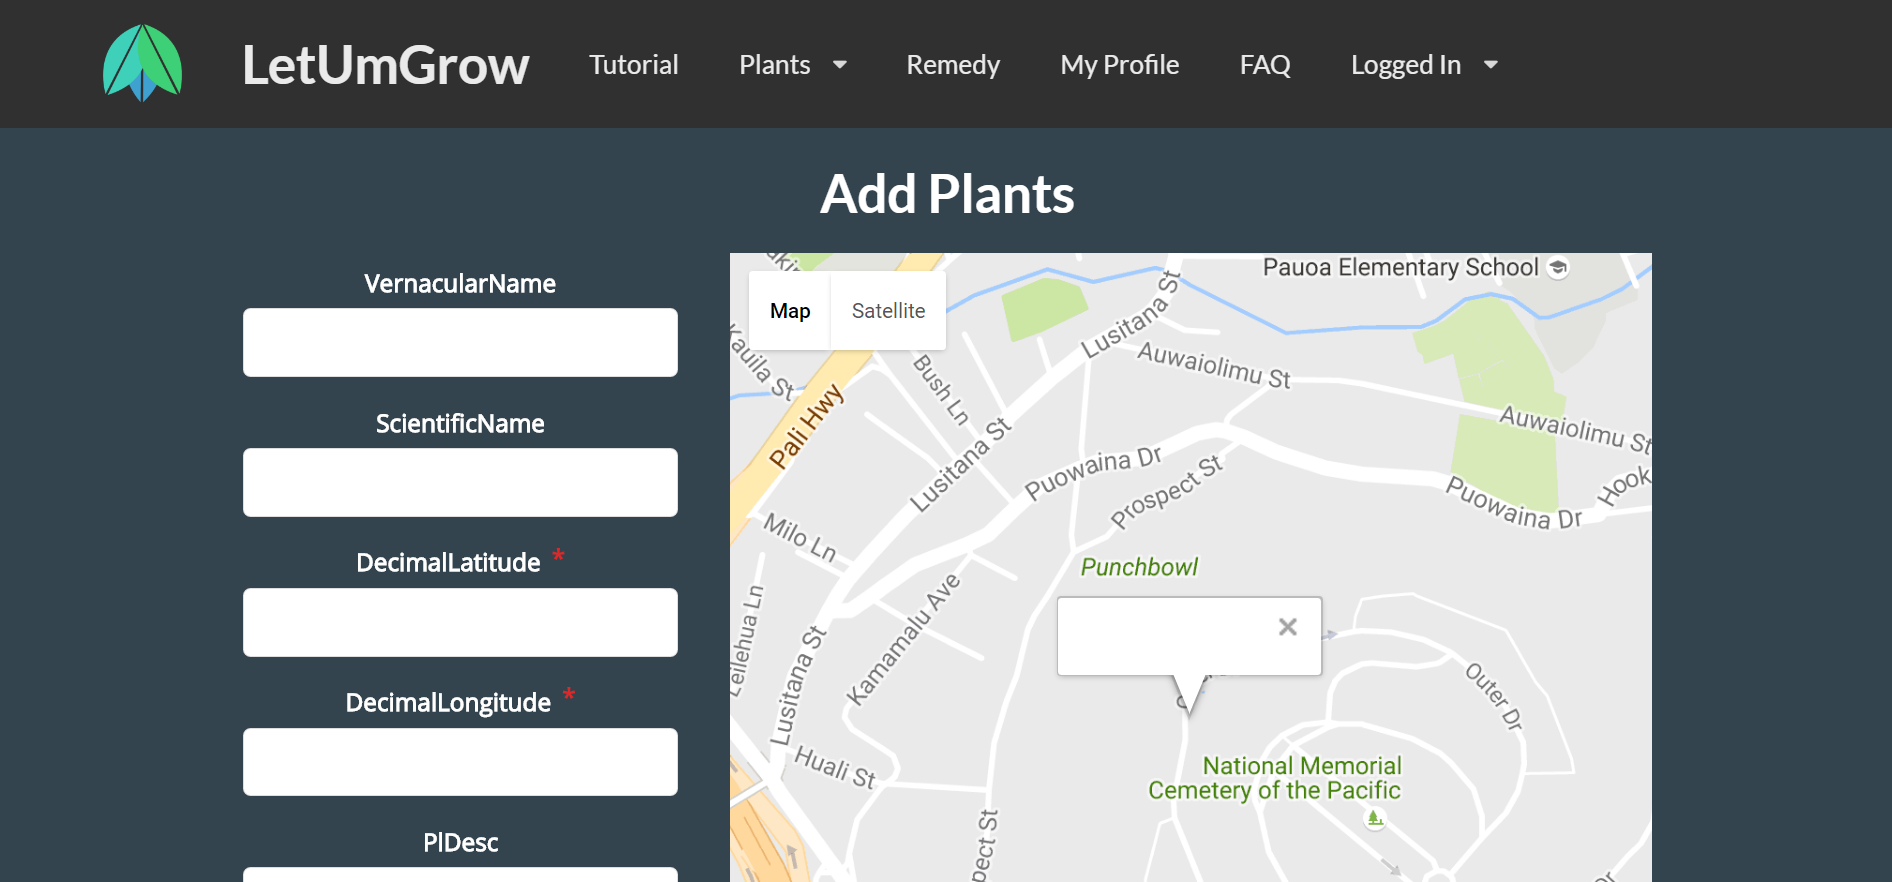 LetUmGrow
Tutorial
Plants
Remedy
My Profile
FAQ
Logged In
Add Plants
VernacularName
ScientificName
DecimalLatitude *
DecimalLongitude *
PlDesc
Map
Satellite
Pauoa Elementary School
Kauila St
Pali Hwy
Bush Ln
Lusitana St
Auwaiolimu St
Auwaiolimu St
Lusitana St
Puowaina Dr
Prospect St
Puowaina Dr
Hook
Milo Ln
Punchbowl
Leilehua Ln
Kamamalu Ave
Lusitana St
Outer Dr
Huali St
National Memorial
Cemetery of the Pacific
pect St
Dr